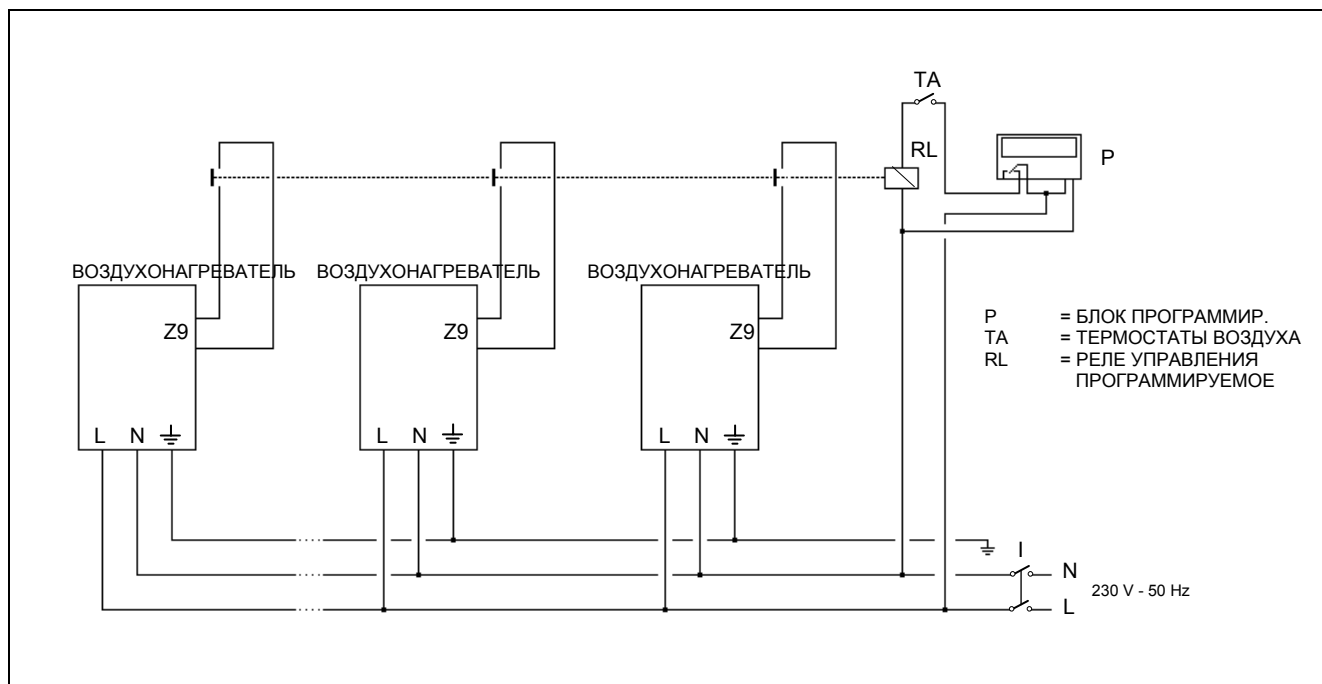 TA
RL
P
ВОЗДУХОНАГРЕВАТЕЛЬ ВОЗДУХОНАГРЕВАТЕЛЬ ВОЗДУХОНАГРЕВАТЕЛЬ
Z9 Z9 Z9
P = БЛОК ПРОГРАММИР.
TA = ТЕРМОСТАТЫ ВОЗДУХА
RL = РЕЛЕ УПРАВЛЕНИЯ
ПРОГРАММИРУЕМОЕ
L N L N L N
I
N
230 V - 50 Hz
L